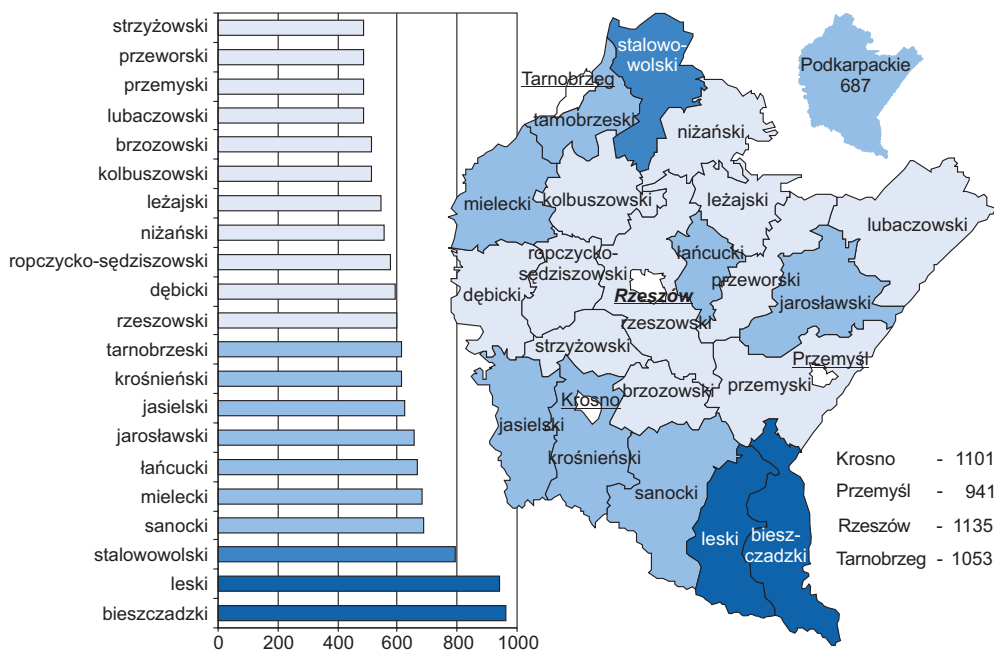 strzyżowski
przeworski
przemyski
lubaczowski
brzozowski
kolbuszowski
leżajski
niżański
ropczycko-sędziszowski
dębicki
rzeszowski
tarnobrzeski
krośnieński
jasielski
jarosławski
łańcucki
mielecki
sanocki
stalowowolski
leski
bieszczadzki
0 200 400 600 800 1000
stalowo-
wolski
Tarnobrzeg
tarnobrzeski
niżański
mielecki
kolbuszowski
leżajski
lubaczowski
ropczycko-
sędziszowski
łańcucki
przeworski
dębicki
Rzeszów
jarosławski
rzeszowski
strzyżowski
Przemyśl
przemyski
brzozowski
Krosno
jasielski
krośnieński
sanocki
leski
biesz-
czadzki
Podkarpackie
687
Krosno - 1101
Przemyśl - 941
Rzeszów - 1135
Tarnobrzeg - 1053